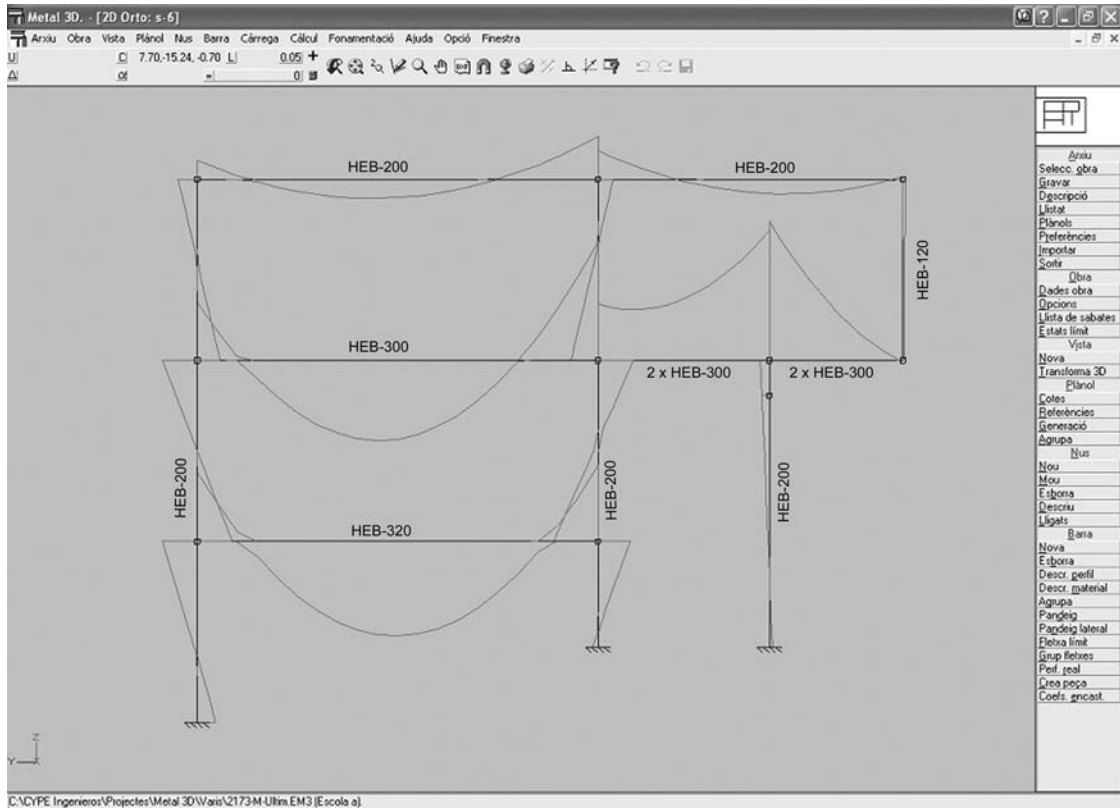 Metal 3D. - [2D Orto: s-6]
Arxiu Obra Vista Plànol Nus Barra Càrrega Càlcul Fonamentació Ajuda Opció Finestra
U C 7.70,-15.24, -0.70 L 0.05
Δ α = 0
HEB-200
HEB-200
HEB-120
HEB-300
2 x HEB-300
2 x HEB-300
HEB-200
HEB-200
HEB-200
HEB-320
Z
Y
Arxiu
Selecc. obra
Gravar
Descripció
Llistat
Plànols
Preferències
Importar
Sortir
Obra
Dades obra
Opcions
Llista de sabates
Estats límit
Vista
Nova
Transforma 3D
Plànol
Cotes
Referències
Generació
Agrupa
Nus
Nou
Mou
Esborra
Descriu
Lligats
Barra
Nova
Esborra
Descr. perfil
Descr. material
Agrupa
Pandeig
Pandeig lateral
Fletxa límit
Grup fletxes
Perf. real
Crea peça
Coefs. encast.
C:\CYPE Ingenieros\Projectes\Metal 3D\Varis\2173-M-Ultim.EM3 (Escola a)